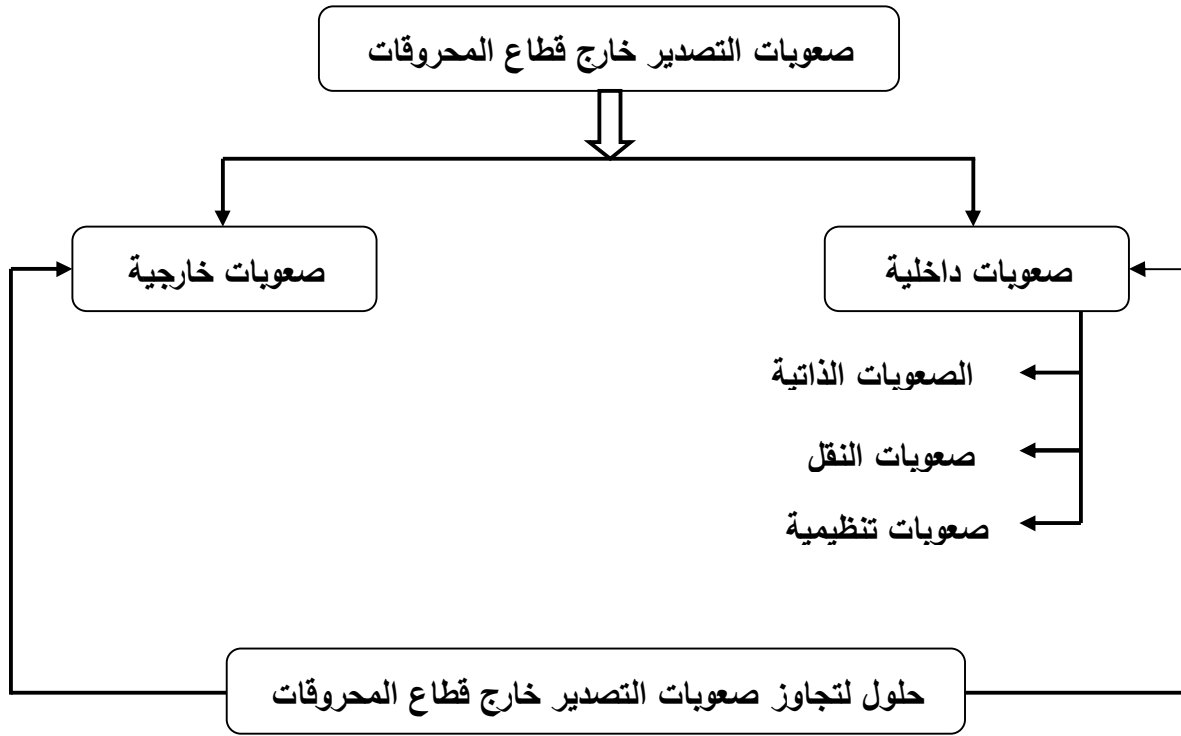 صعوبات التصدير خارج قطاع المحروقات
صعوبات داخلية
صعوبات خارجية
الصعوبات الذاتية
صعوبات النقل
صعوبات تنظيمية
حلول لتجاوز صعوبات التصدير خارج قطاع المحروقات